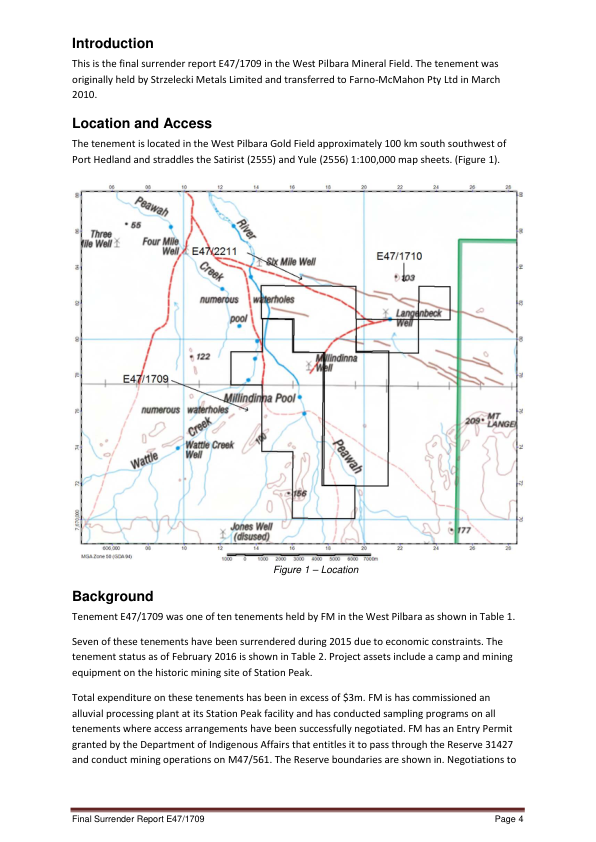 Introduction
This is the final surrender report E47/1709 in the West Pilbara Mineral Field. The tenement was
originally held by Strzelecki Metals Limited and transferred to Farno-McMahon Pty Ltd in March
2010.
Location and Access
The tenement is located in the West Pilbara Gold Field approximately 100 km south southwest of
Port Hedland and straddles the Satirist (2555) and Yule (2556) 1:100,000 map sheets. (Figure 1).
06 08 10 12 14 16 18 20 22 24 26 28
Peawah
55
River
Three
ile Well
Four Mile
Well
E47/2211
Six Mile Well
E47/1710
Creek
103
numerous waterholes
Langenbeck
Well
pool
122
Millindinna
Well
E47/1709
Millindinna Pool
numerous waterholes
209
MT
LANGE
Creek
100
Wattle
Wattle Creek
Well
Peawah
156
Jones Well
(disused)
177
08 10 12 14 16 18 20 22 24 26 28
MGA Zone 50 (GDA 94)
1000 0 1000 2000 3000 4000 5000 6000 7000m
Figure 1 – Location
Background
Tenement E47/1709 was one of ten tenements held by FM in the West Pilbara as shown in Table 1.
Seven of these tenements have been surrendered during 2015 due to economic constraints. The
tenement status as of February 2016 is shown in Table 2. Project assets include a camp and mining
equipment on the historic mining site of Station Peak.
Total expenditure on these tenements has been in excess of $3m. FM is has commissioned an
alluvial processing plant at its Station Peak facility and has conducted sampling programs on all
tenements where access arrangements have been successfully negotiated. FM has an Entry Permit
granted by the Department of Indigenous Affairs that entitles it to pass through the Reserve 31427
and conduct mining operations on M47/561. The Reserve boundaries are shown in. Negotiations to
Final Surrender Report E47/1709 Page 4